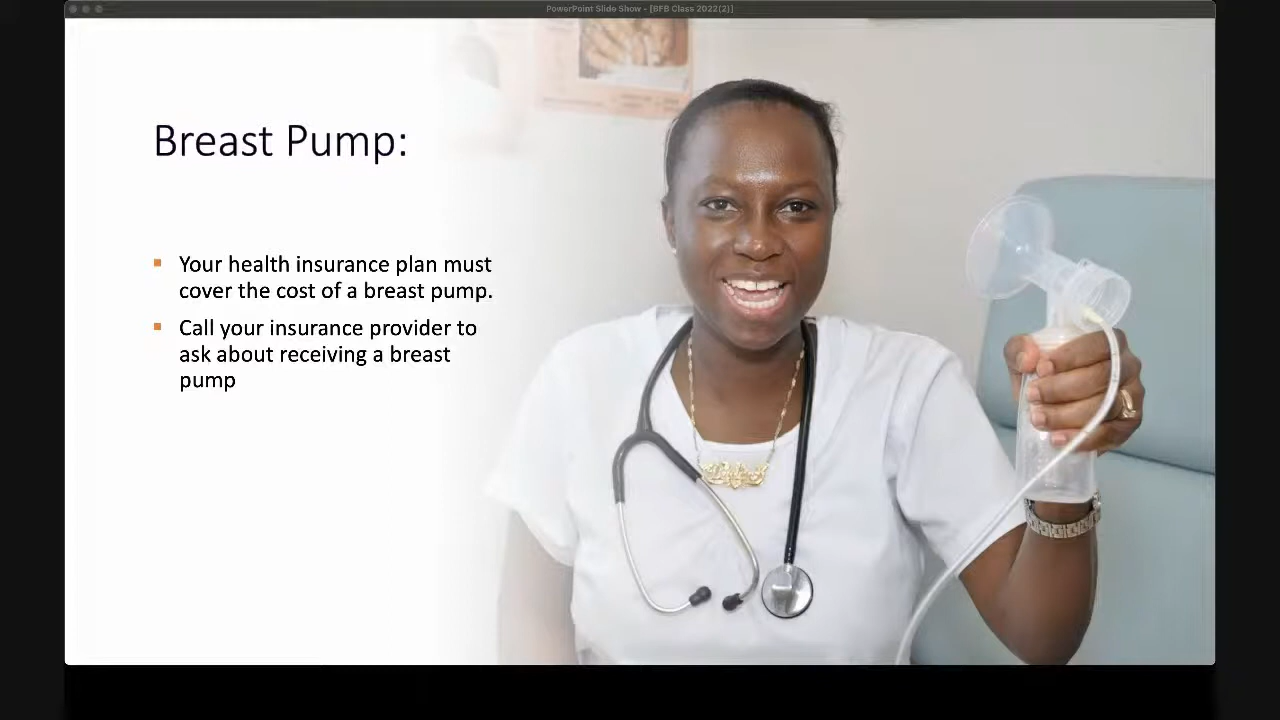 PowerPoint Slide Show - [BFB Class 2022(2)]
Breast Pump:
Your health insurance plan must
cover the cost of a breast pump.
Call your insurance provider to
ask about receiving a breast
pump